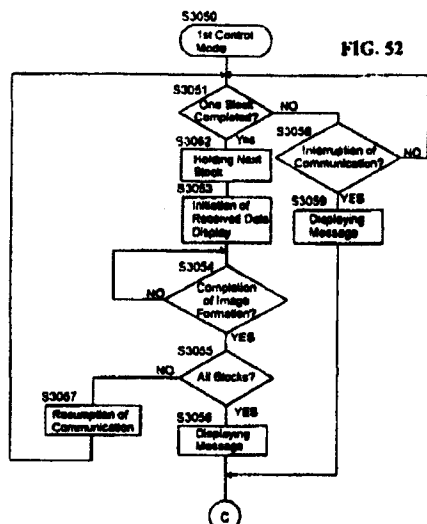 S3050
1st Control
Mode
FIG. 52
S3051
One Block
Completed?
NO
Yes
S3052
Holding Next
Block
S3058
Interruption of
Communication?
NO
YES
S3053
Initiation of
Received Data
Display
S3059
Displaying
Message
S3054
Completion
of Image
Formation?
NO
YES
S3055
All Blocks?
NO
YES
S3057
Resumption of
Communication
S3056
Displaying
Message
C